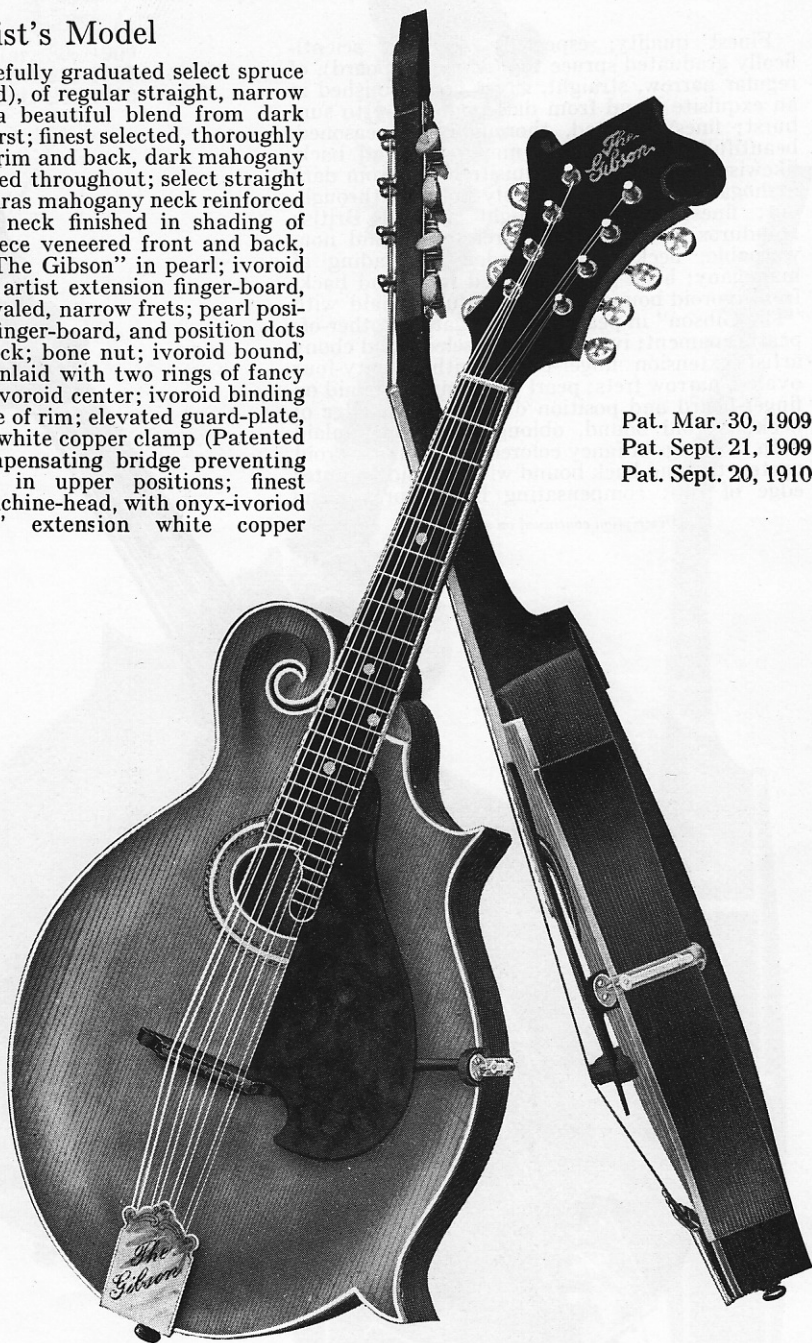 ist's Model
efully graduated select spruce
d), of regular straight, narrow
a beautiful blend from dark
rst; finest selected, thoroughly
rim and back, dark mahogany
ed throughout; select straight
ras mahogany neck reinforced
neck finished in shading of
ece veneered front and back,
The Gibson" in pearl; ivoroid
artist extension finger-board,
valed, narrow frets; pearl posi-
inger-board, and position dots
ck; bone nut; ivoroid bound,
nlaid with two rings of fancy
ivoroid center; ivoroid binding
e of rim; elevated guard-plate,
white copper clamp (Patented
mpensating bridge preventing
in upper positions; finest
chine-head, with onyx-ivoriod
" extension white copper
The
Gibson
Pat. Mar. 30, 1909
Pat. Sept. 21, 1909
Pat. Sept. 20, 1910
The
Gibson